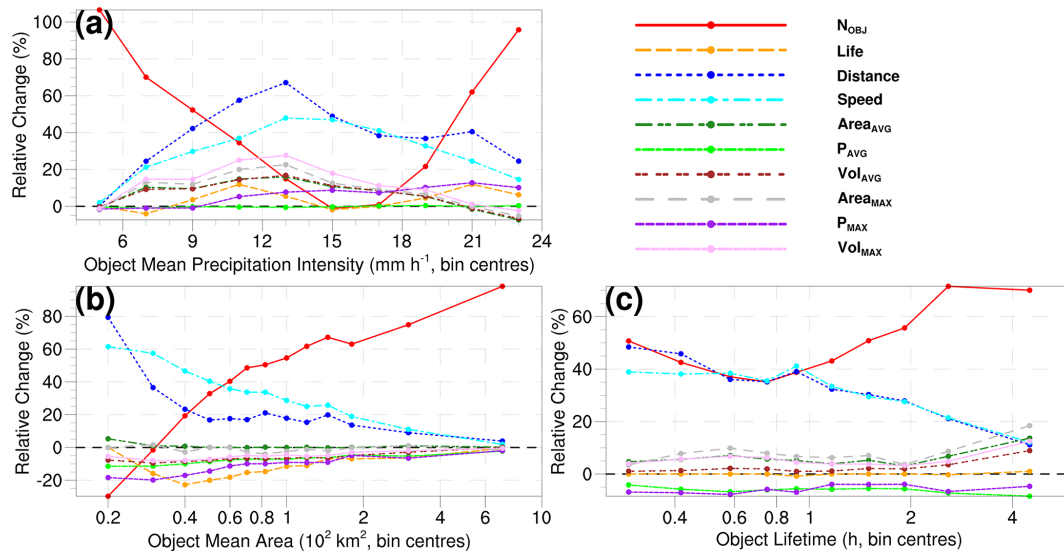 (a)
Relative Change (%)
100
80
60
40
20
0
6 9 12 15 18 21 24
Object Mean Precipitation Intensity (mm h⁻¹, bin centres)
N_OBJ
Life
Distance
Speed
Area_AVG
P_AVG
Vol_AVG
Area_MAX
P_MAX
Vol_MAX
(b)
Relative Change (%)
80
60
40
20
0
-20
0.2 0.4 0.6 0.8 1 2 4 6 10
Object Mean Area (10² km², bin centres)
(c)
Relative Change (%)
60
40
20
0
0.4 0.6 0.8 1 2 4
Object Lifetime (h, bin centres)